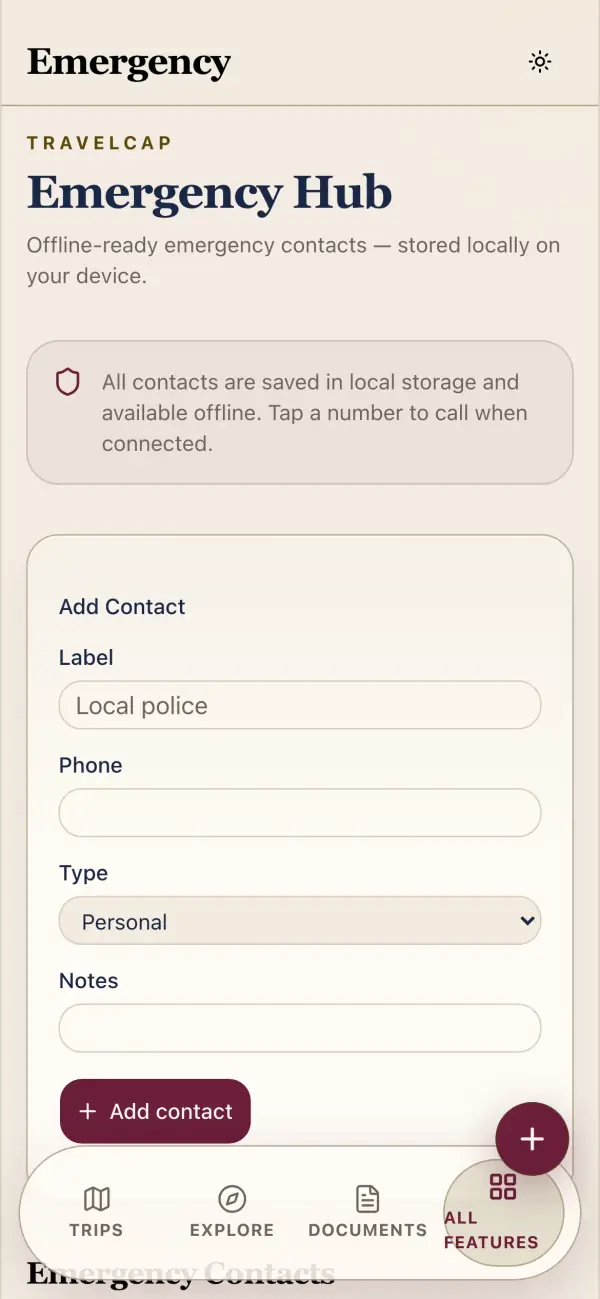 Emergency
TRAVELCAP
Emergency Hub
Offline-ready emergency contacts — stored locally on
your device.
All contacts are saved in local storage and
available offline. Tap a number to call when
connected.
Add Contact
Label
Local police
Phone
Type
Personal
Notes
+ Add contact
+
TRIPS
EXPLORE
DOCUMENTS
ALL
FEATURES
Emergency Contacts